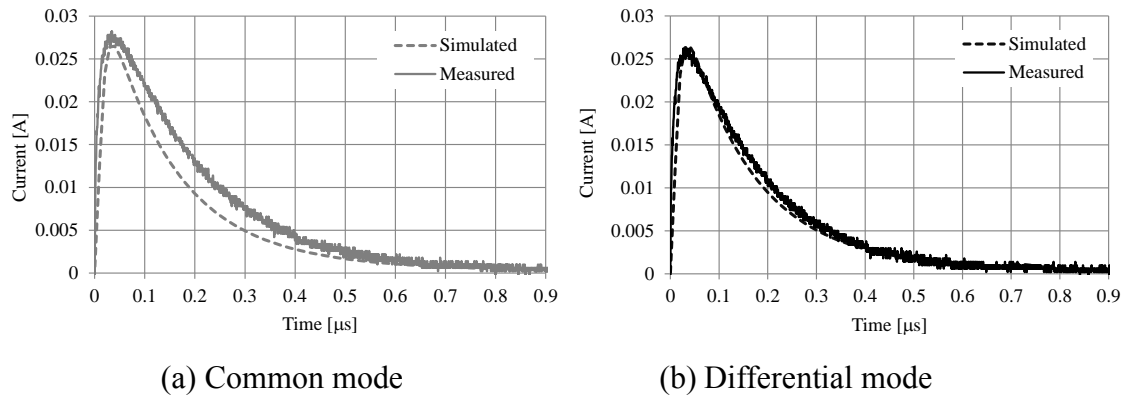 0.03
0.025
0.02
0.015
0.01
0.005
0
Current [A]
0 0.1 0.2 0.3 0.4 0.5 0.6 0.7 0.8 0.9
Time [μs]
Simulated
Measured
(a) Common mode
0.03
0.025
0.02
0.015
0.01
0.005
0
Current [A]
0 0.1 0.2 0.3 0.4 0.5 0.6 0.7 0.8 0.9
Time [μs]
Simulated
Measured
(b) Differential mode